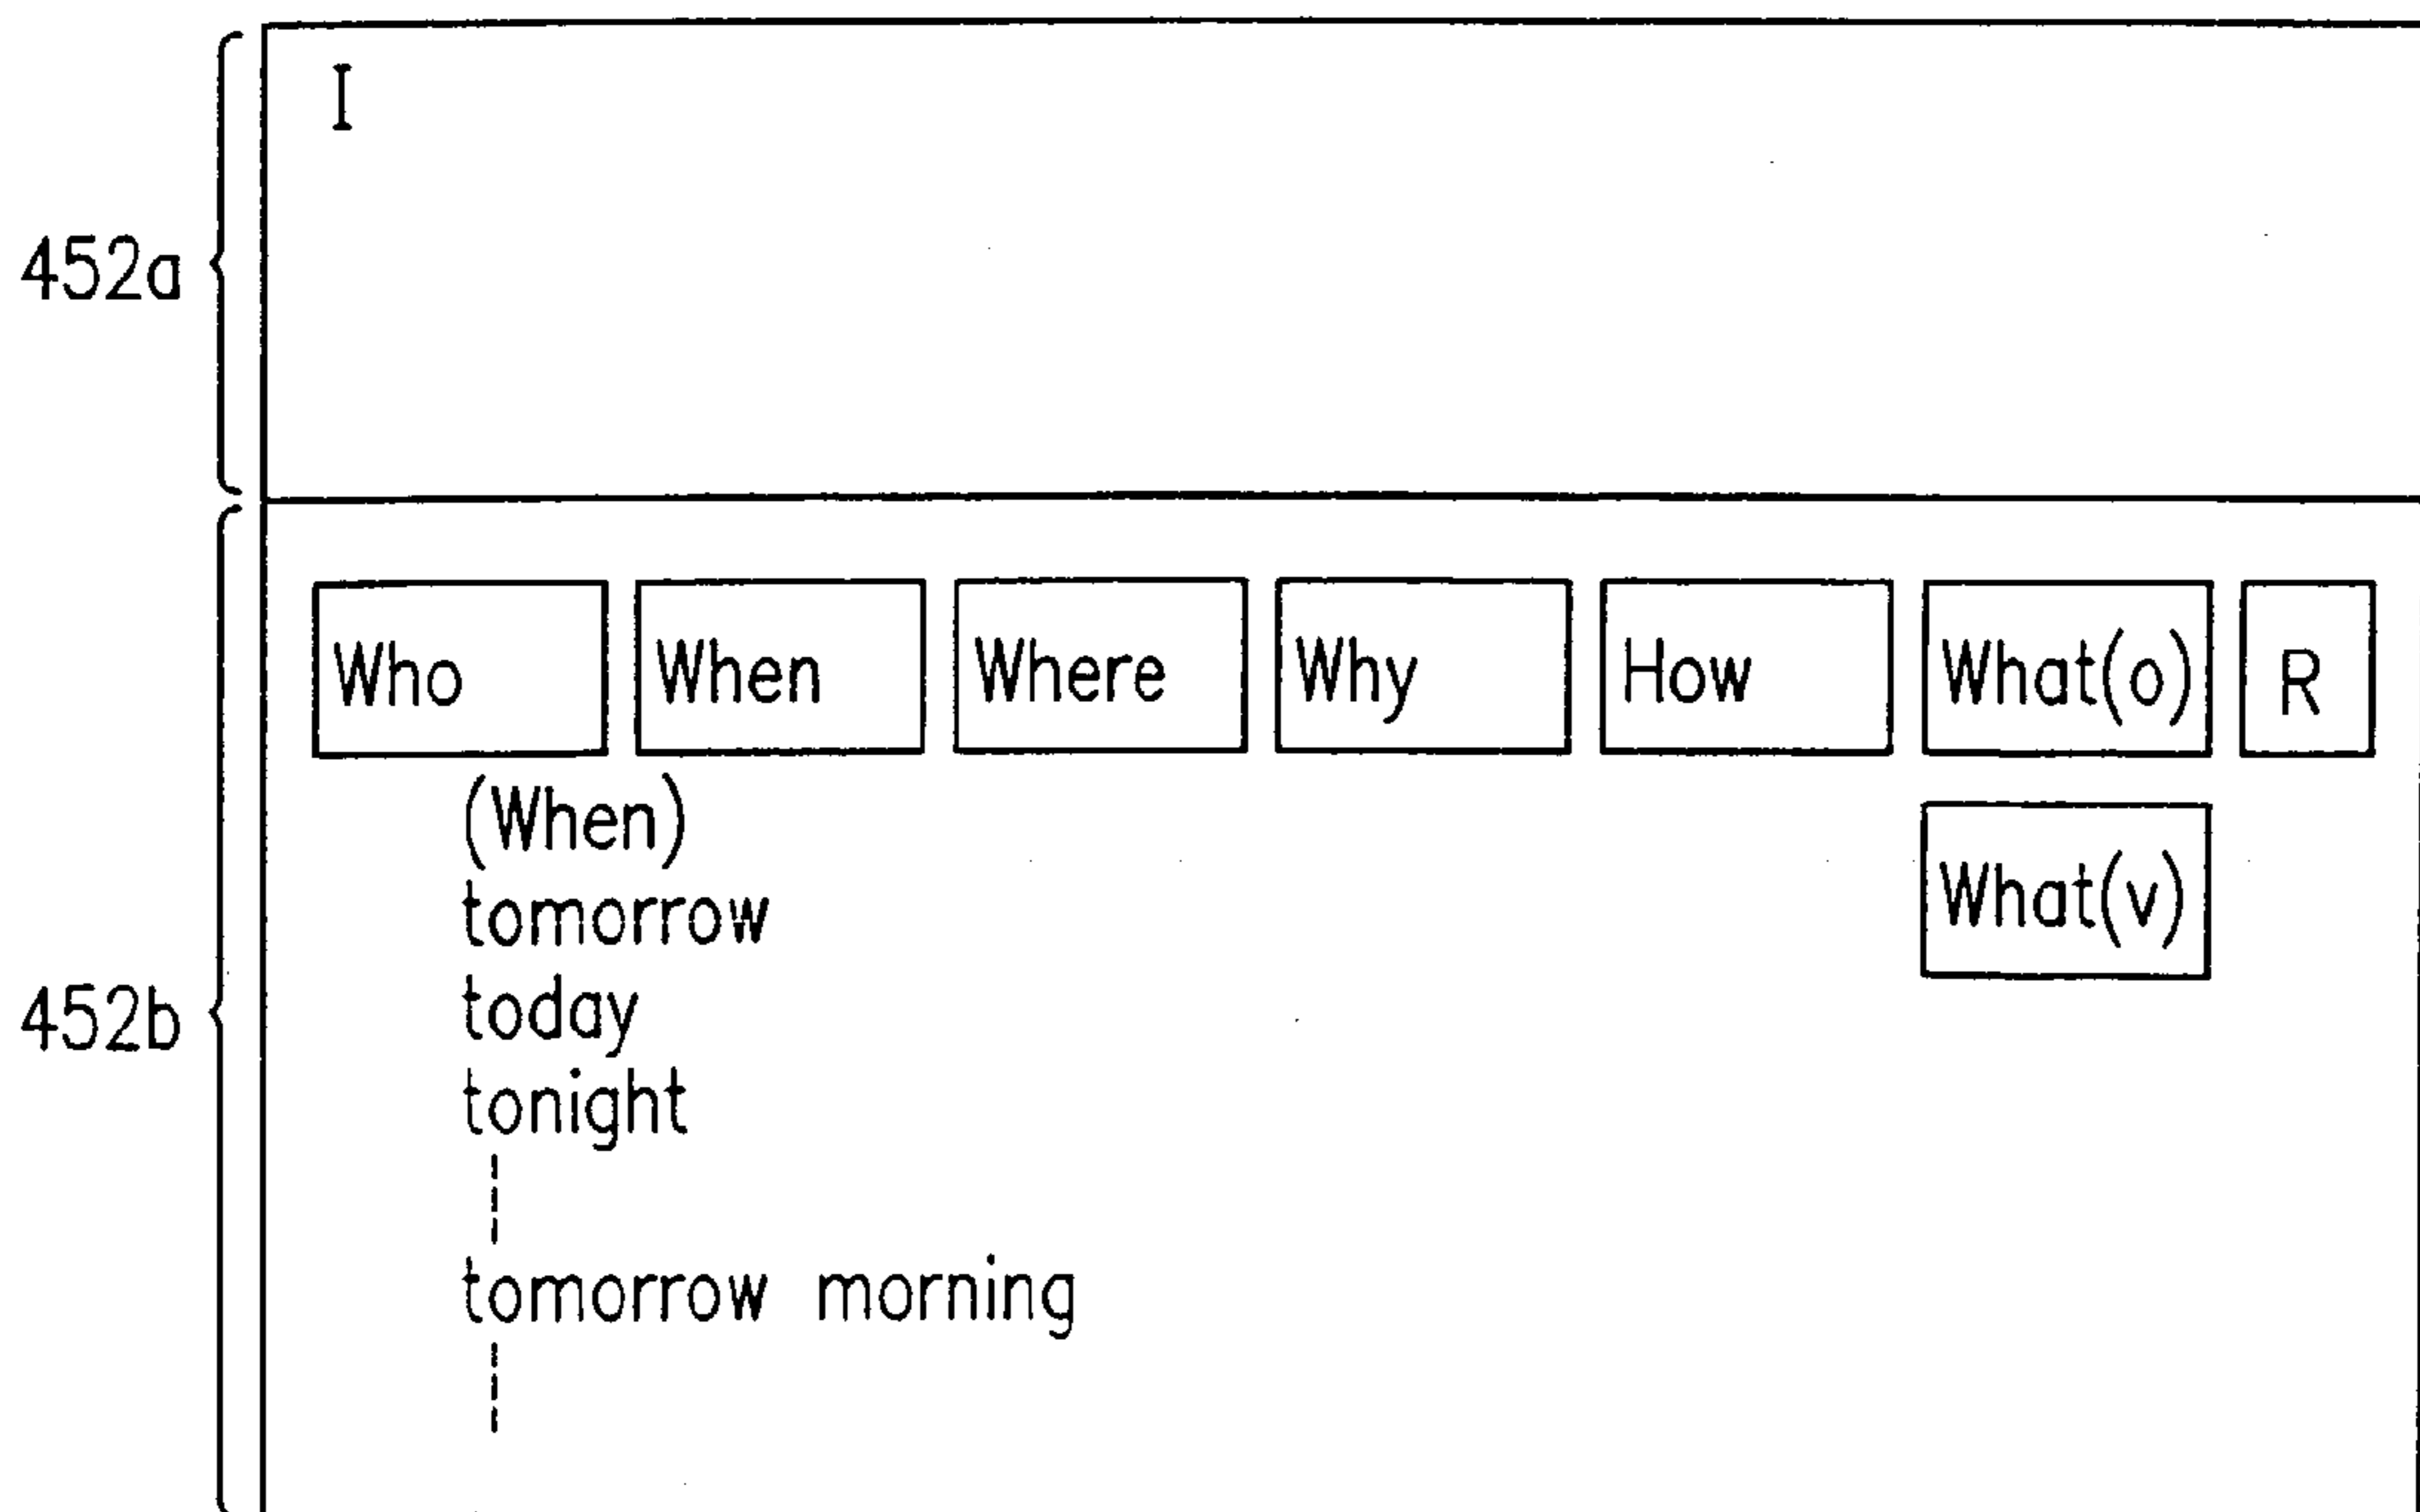 I
452a
Who When Where Why How What(o) R
(When)
What(v)
tomorrow
today
452b
tonight
tomorrow morning